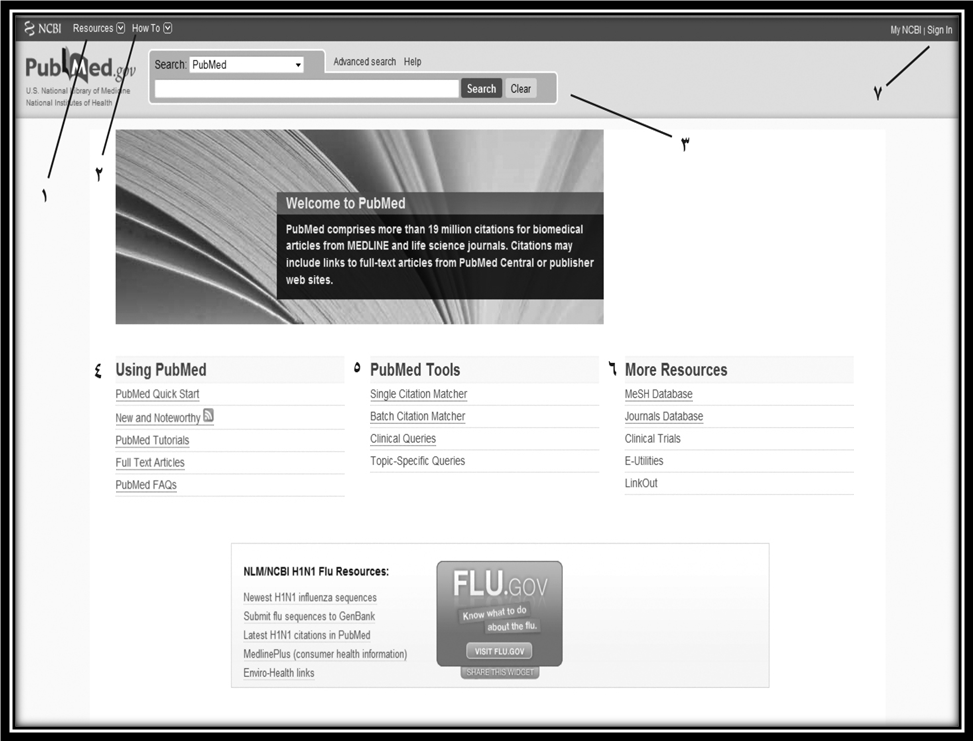 NCBI Resources How To My NCBI | Sign In
PubMed.gov
U.S. National Library of Medicine
National Institutes of Health
Search: PubMed Advanced search Help
Search Clear
٧
٣
٢
١
Welcome to PubMed
PubMed comprises more than 19 million citations for biomedical
articles from MEDLINE and life science journals. Citations may
include links to full-text articles from PubMed Central or publisher
web sites.
٤ Using PubMed
PubMed Quick Start
New and Noteworthy
PubMed Tutorials
Full Text Articles
PubMed FAQs
٥ PubMed Tools
Single Citation Matcher
Batch Citation Matcher
Clinical Queries
Topic-Specific Queries
٦ More Resources
MeSH Database
Journals Database
Clinical Trials
E-Utilities
LinkOut
NLM/NCBI H1N1 Flu Resources:
Newest H1N1 influenza sequences
Submit flu sequences to GenBank
Latest H1N1 citations in PubMed
MedlinePlus (consumer health information)
Enviro-Health links
FLU.GOV
Know what to do
about the flu.
VISIT FLU.GOV
SHARE THIS WIDGET